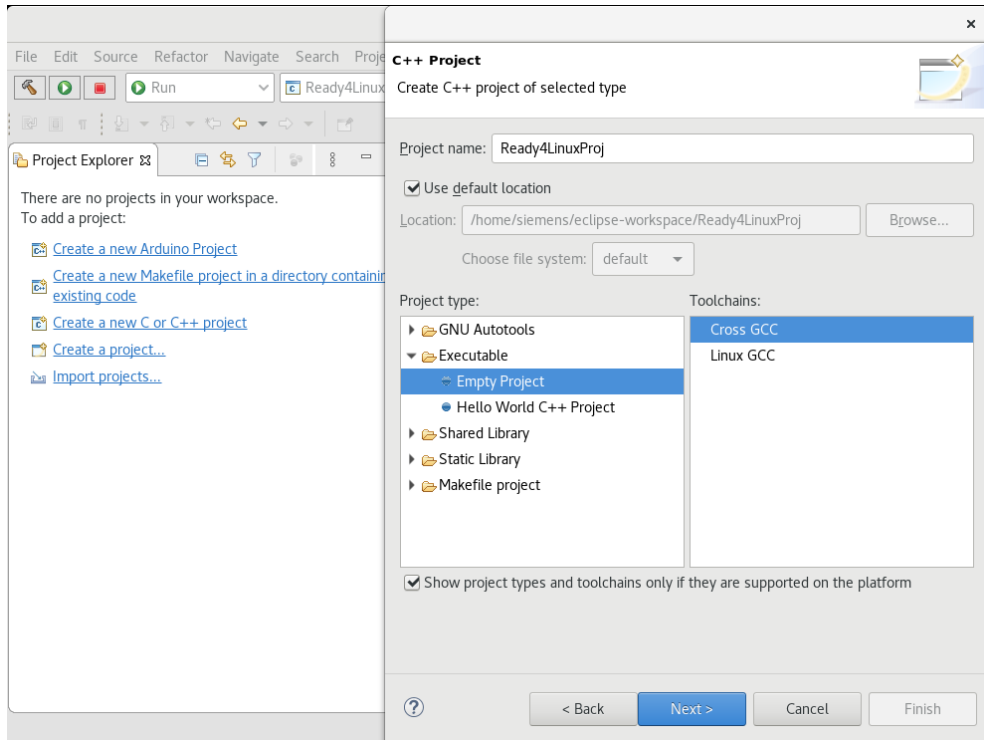 File Edit Source Refactor Navigate Search Proje
Run
Ready4Linux
Project Explorer
There are no projects in your workspace.
To add a project:
Create a new Arduino Project
Create a new Makefile project in a directory containin
existing code
Create a new C or C++ project
Create a project...
Import projects...
C++ Project
Create C++ project of selected type
Project name: Ready4LinuxProj
Use default location
Location: /home/siemens/eclipse-workspace/Ready4LinuxProj Browse...
Choose file system: default
Project type: Toolchains:
GNU Autotools
Executable
Empty Project
Hello World C++ Project
Shared Library
Static Library
Makefile project
Cross GCC
Linux GCC
Show project types and toolchains only if they are supported on the platform
< Back Next > Cancel Finish